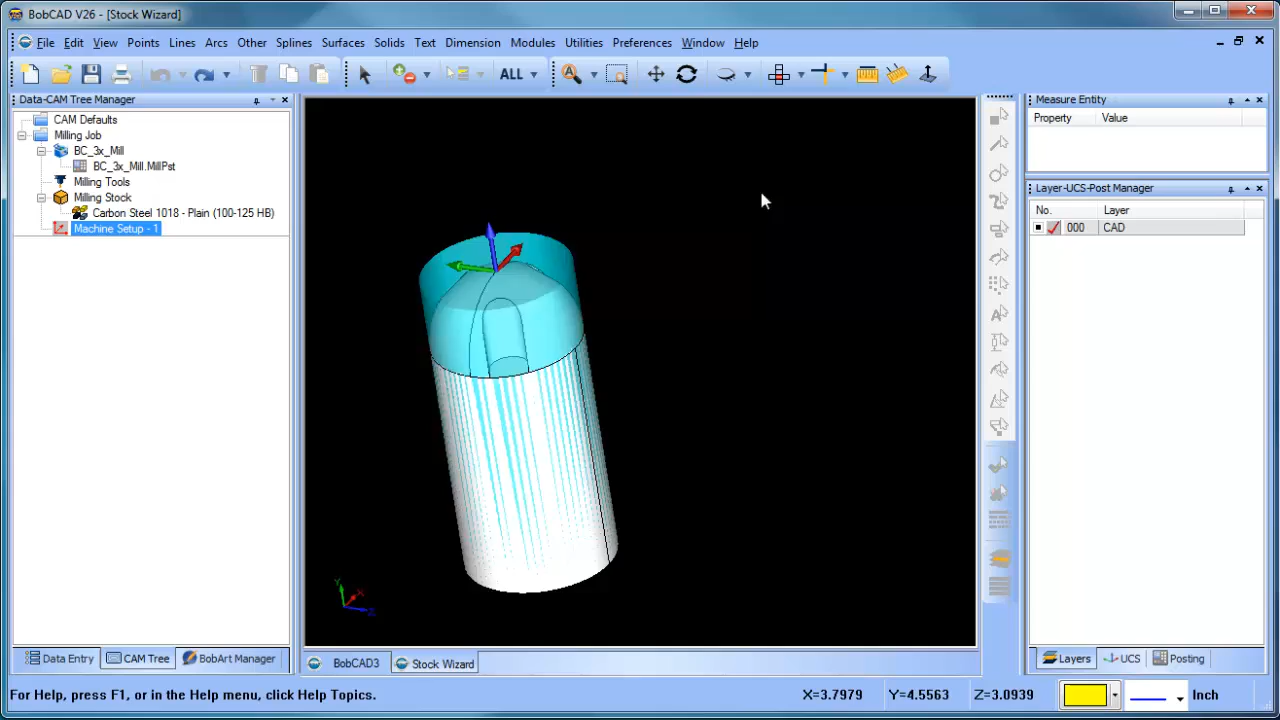 BobCAD V26 - [Stock Wizard]
File Edit View Points Lines Arcs Other Splines Surfaces Solids Text Dimension Modules Utilities Preferences Window Help
ALL
Data-CAM Tree Manager
CAM Defaults
Milling Job
BC_3x_Mill
BC_3x_Mill.MillPst
Milling Tools
Milling Stock
Carbon Steel 1018 - Plain (100-125 HB)
Machine Setup - 1
Measure Entity
Property Value
Layer-UCS-Post Manager
No. Layer
000 CAD
Data Entry CAM Tree BobArt Manager
BobCAD3 Stock Wizard
Layers UCS Posting
For Help, press F1, or in the Help menu, click Help Topics. X=3.7979 Y=4.5563 Z=3.0939 Inch